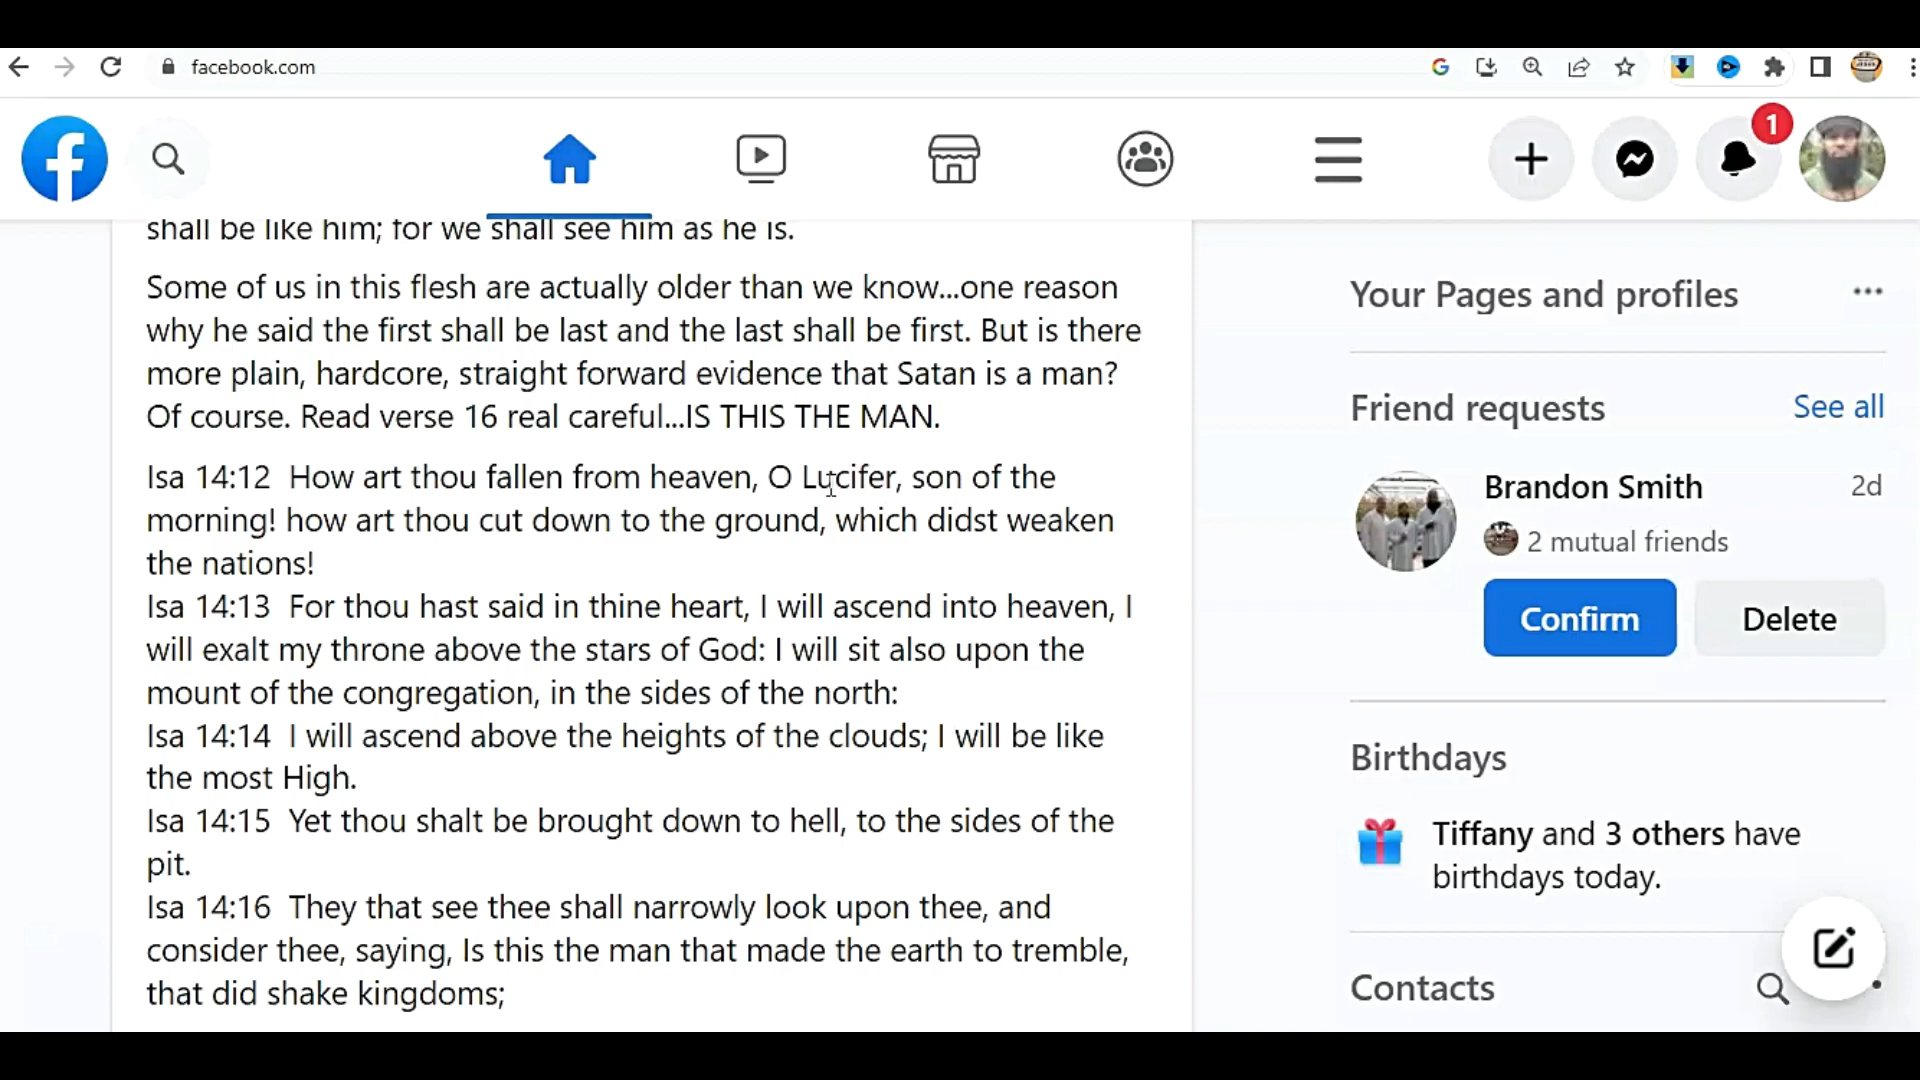 facebook.com
1
shall be like him; for we shall see him as he is.
Some of us in this flesh are actually older than we know...one reason
why he said the first shall be last and the last shall be first. But is there
more plain, hardcore, straight forward evidence that Satan is a man?
Of course. Read verse 16 real careful...IS THIS THE MAN.
Isa 14:12 How art thou fallen from heaven, O Lucifer, son of the
morning! how art thou cut down to the ground, which didst weaken
the nations!
Isa 14:13 For thou hast said in thine heart, I will ascend into heaven, I
will exalt my throne above the stars of God: I will sit also upon the
mount of the congregation, in the sides of the north:
Isa 14:14 I will ascend above the heights of the clouds; I will be like
the most High.
Isa 14:15 Yet thou shalt be brought down to hell, to the sides of the
pit.
Isa 14:16 They that see thee shall narrowly look upon thee, and
consider thee, saying, Is this the man that made the earth to tremble,
that did shake kingdoms;
Your Pages and profiles
Friend requests See all
Brandon Smith 2d
2 mutual friends
Confirm Delete
Birthdays
Tiffany and 3 others have
birthdays today.
Contacts